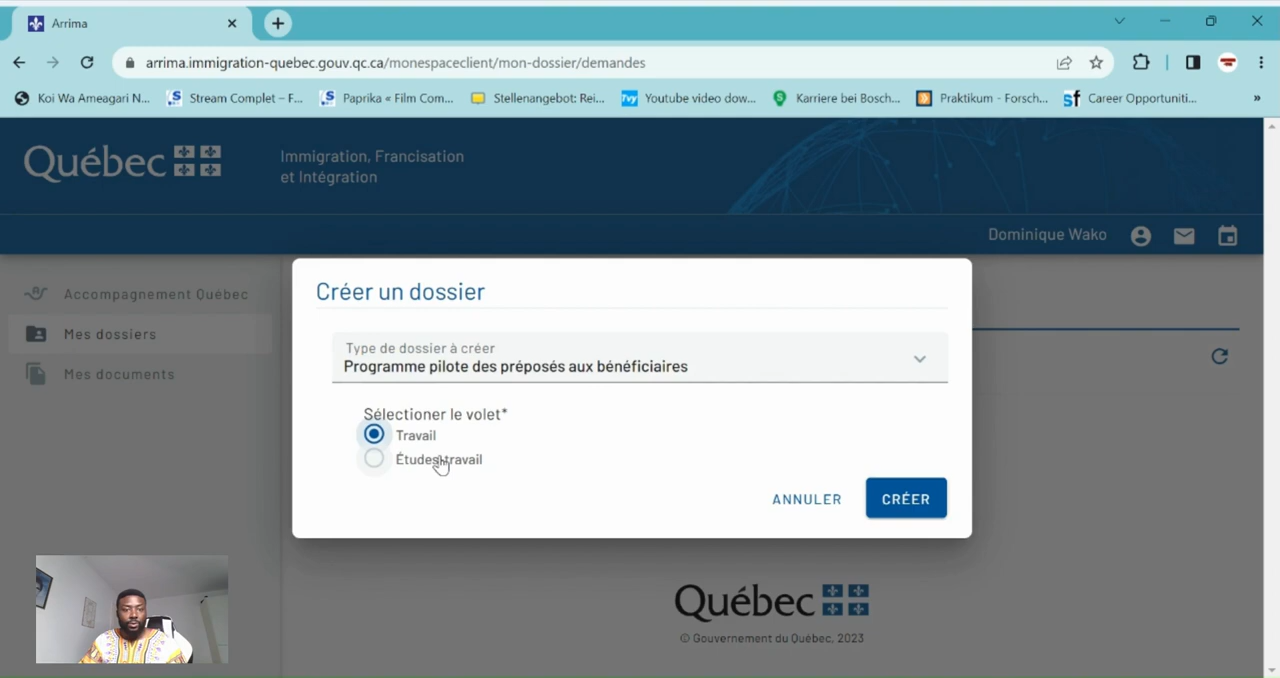 Arrima
arrima.immigration-quebec.gouv.qc.ca/monespaceclient/mon-dossier/demandes
Koi Wa Ameagari N...
Stream Complet – F...
Paprika « Film Com...
Stellenangebot: Rei...
Youtube video dow...
Karriere bei Bosch...
Praktikum - Forsch...
Career Opportuniti...
»
Québec
Immigration, Francisation
et Intégration
Dominique Wako
Accompagnement Québec
Mes dossiers
Mes documents
Créer un dossier
Type de dossier à créer
Programme pilote des préposés aux bénéficiaires
Sélectioner le volet*
Travail
Études-travail
ANNULER
CRÉER
Québec
© Gouvernement du Québec, 2023